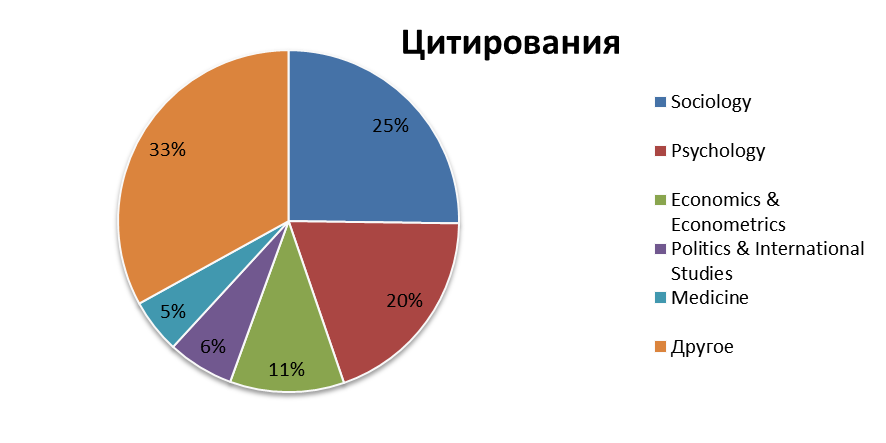 Цитирования
25%
20%
11%
6%
5%
33%
Sociology
Psychology
Economics &
Econometrics
Politics & International
Studies
Medicine
Другое